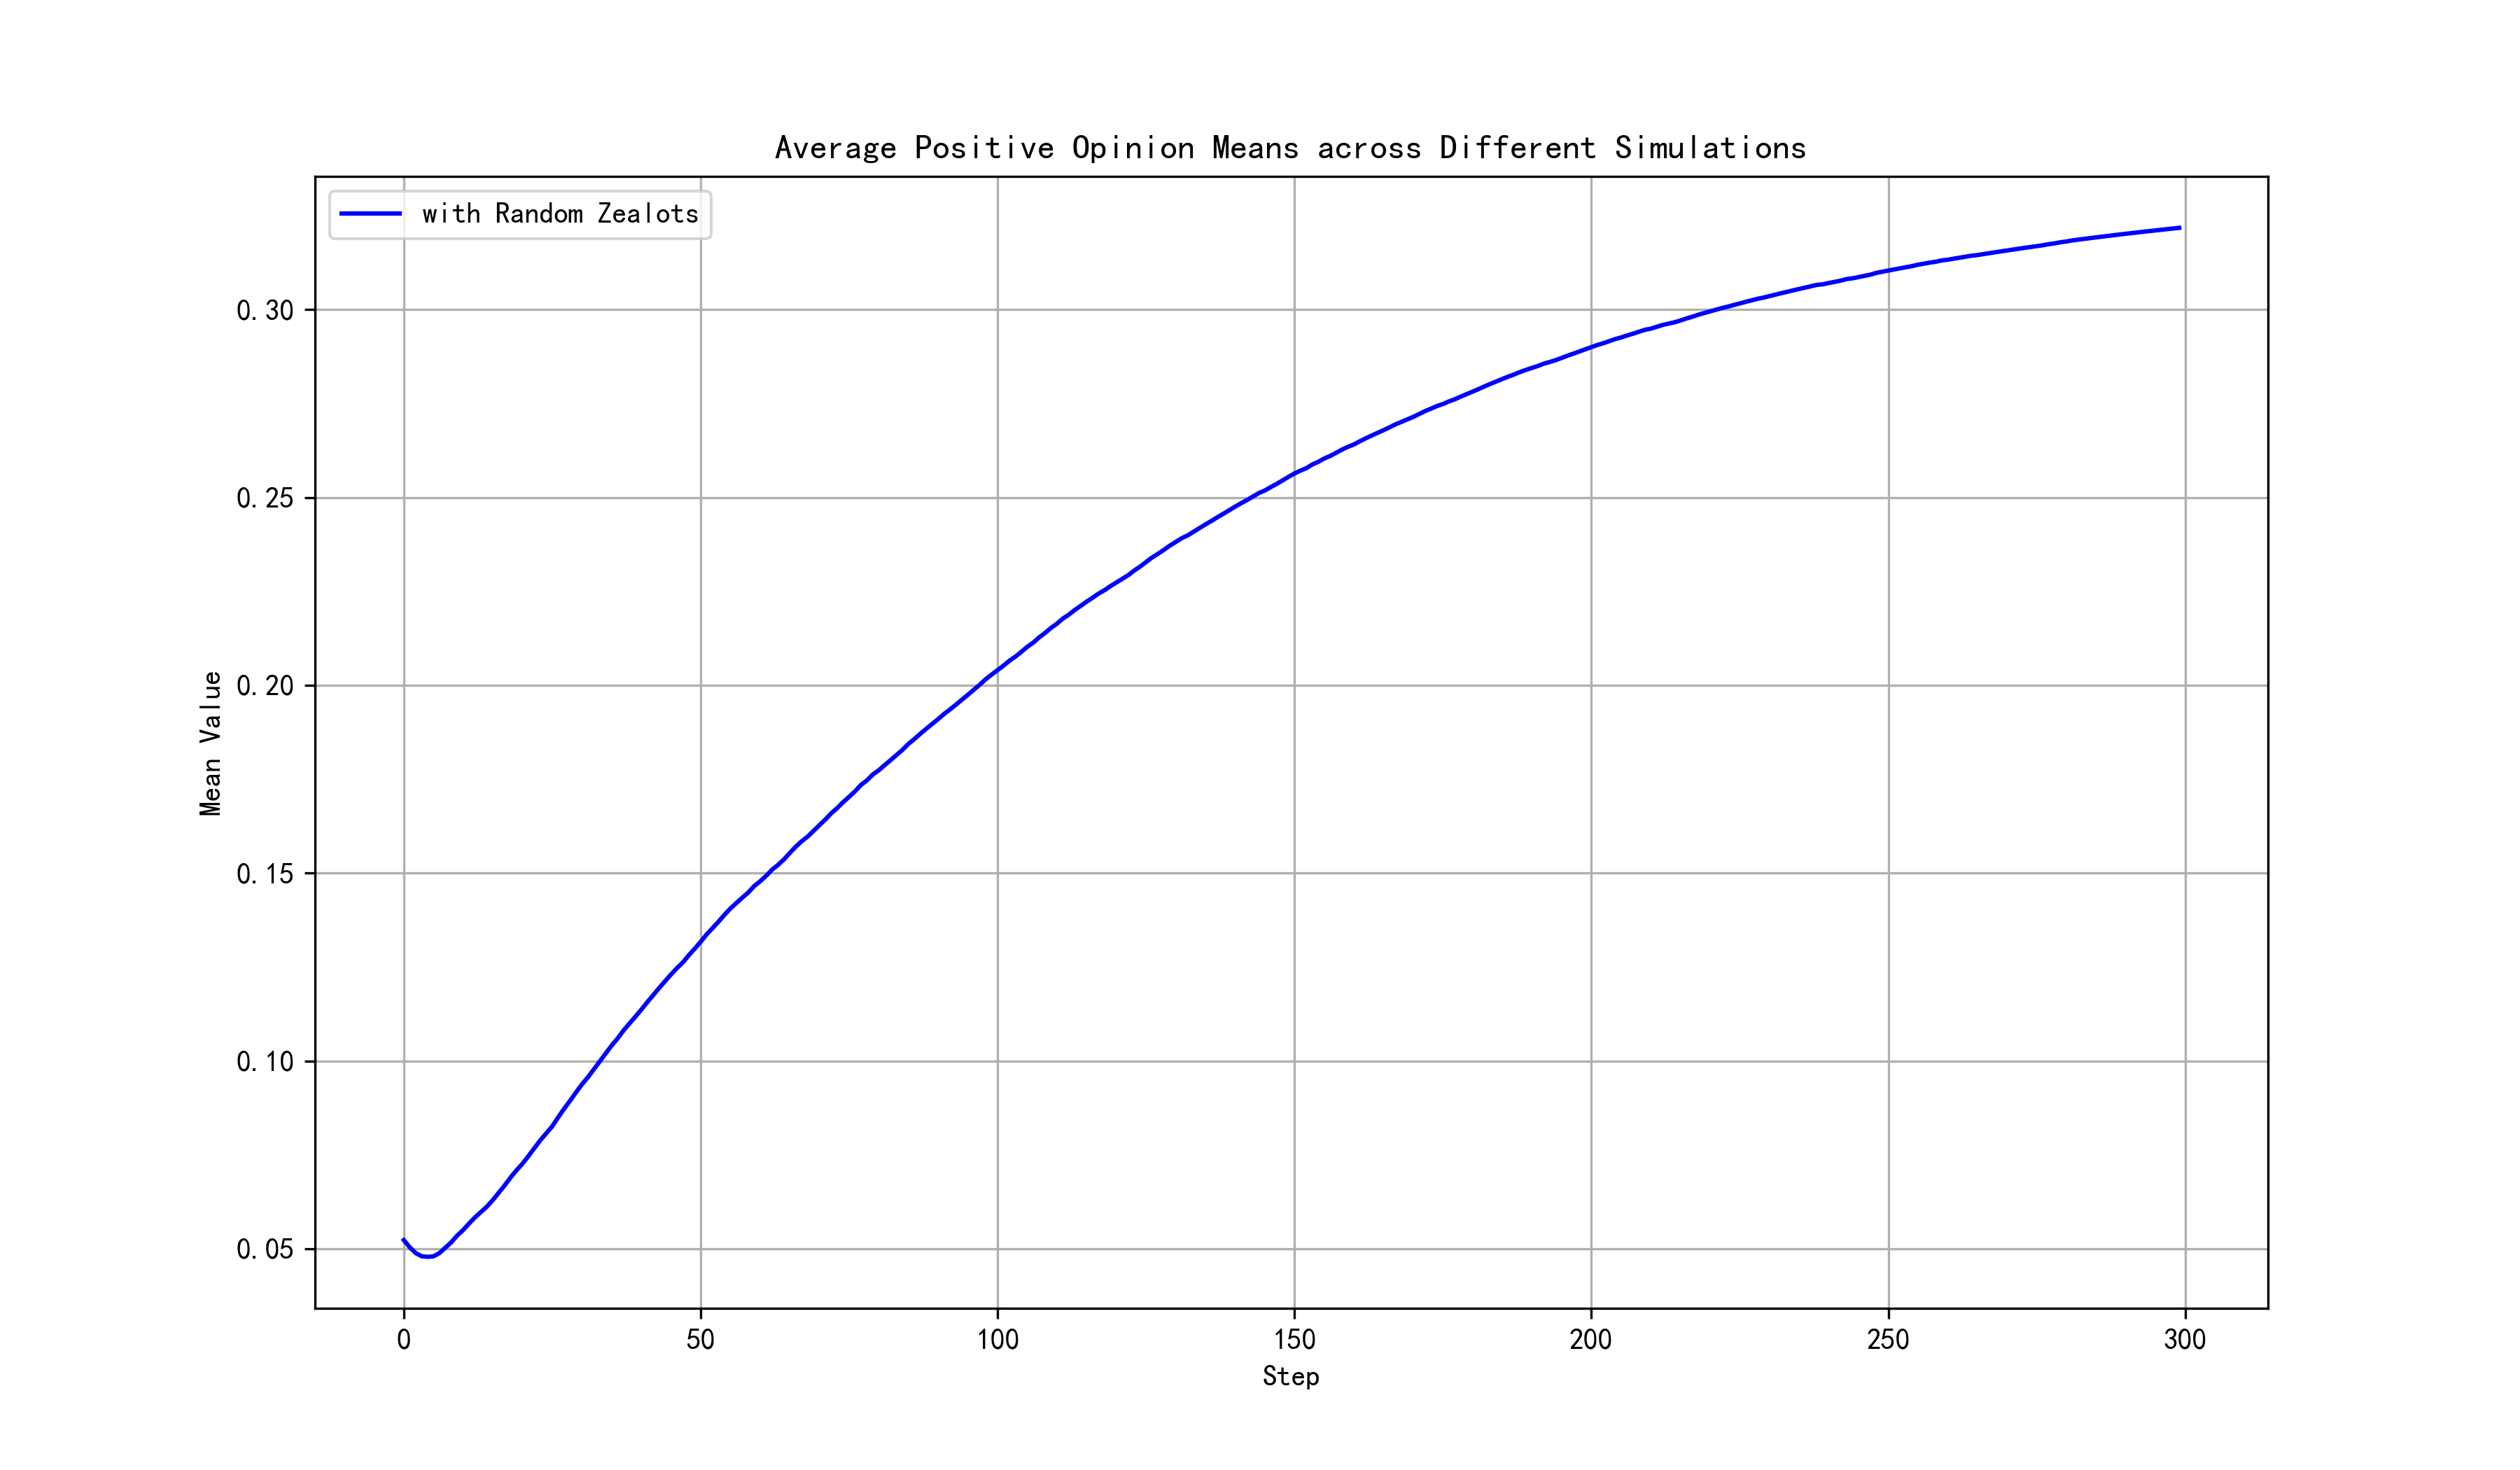 Average Positive Opinion Means across Different Simulations
with Random Zealots
Mean Value
0.30
0.25
0.20
0.15
0.10
0.05
0 50 100 150 200 250 300
Step